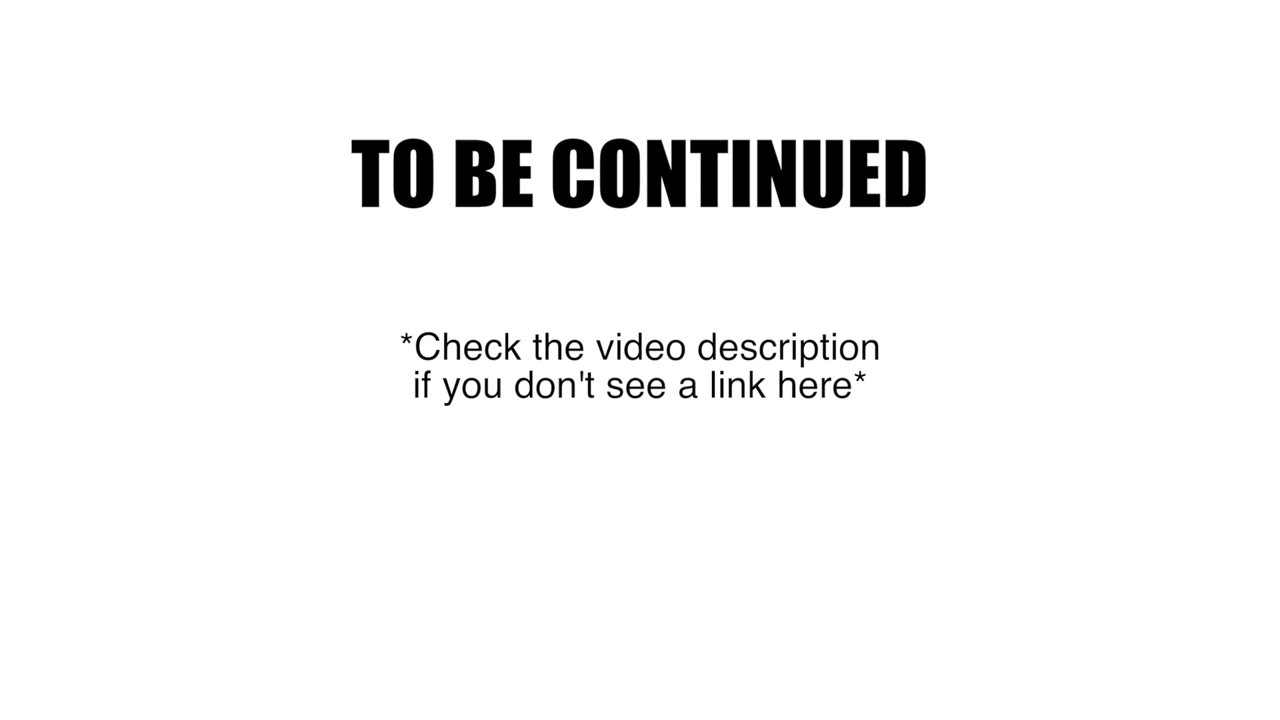 TO BE CONTINUED
*Check the video description
if you don't see a link here*